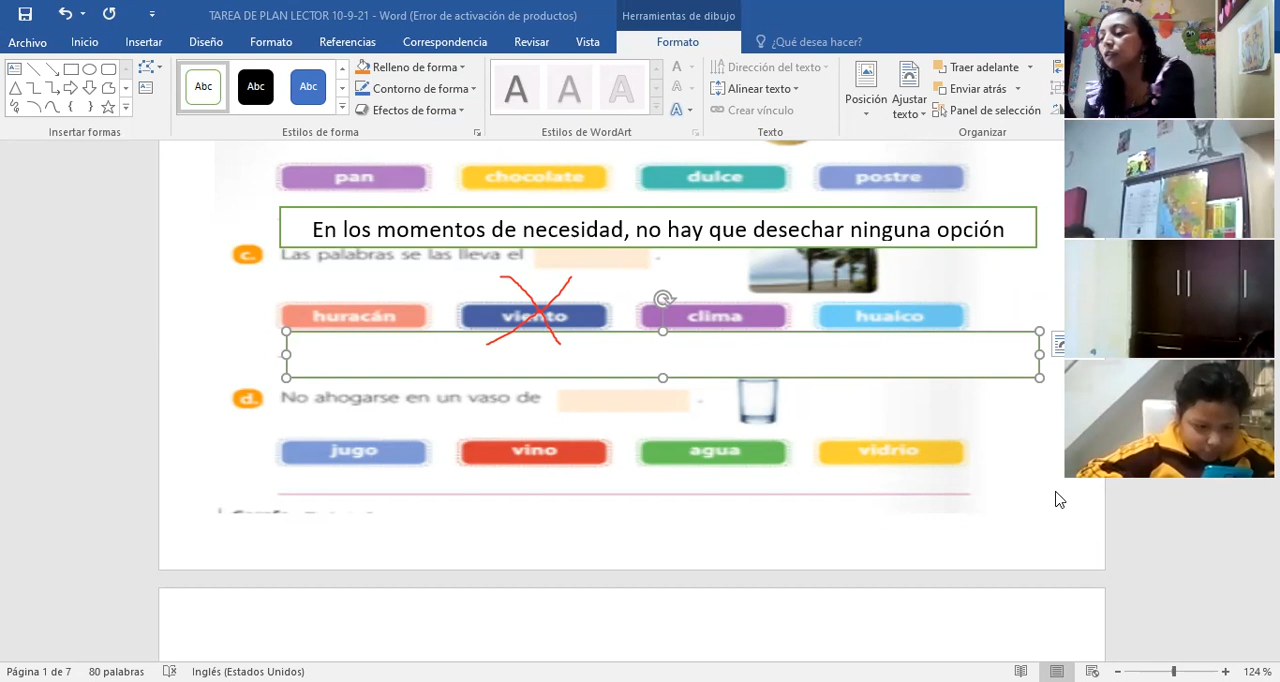 TAREA DE PLAN LECTOR 10-9-21 - Word (Error de activación de productos)
Herramientas de dibujo
Archivo Inicio Insertar Diseño Formato Referencias Correspondencia Revisar Vista Formato ¿Qué desea hacer?
Abc Abc Abc
Relleno de forma
Contorno de forma
Efectos de forma
A A A
Dirección del texto
Alinear texto
Crear vínculo
Posición
Ajustar texto
Traer adelante
Enviar atrás
Panel de selección
Insertar formas Estilos de forma Estilos de WordArt Texto Organizar
pan chocolate dulce postre
En los momentos de necesidad, no hay que desechar ninguna opción
c. Las palabras se las lleva el .
huracán viento clima huaico
d. No ahogarse en un vaso de .
jugo vino agua vidrio
Página 1 de 7 80 palabras Inglés (Estados Unidos) 124 %